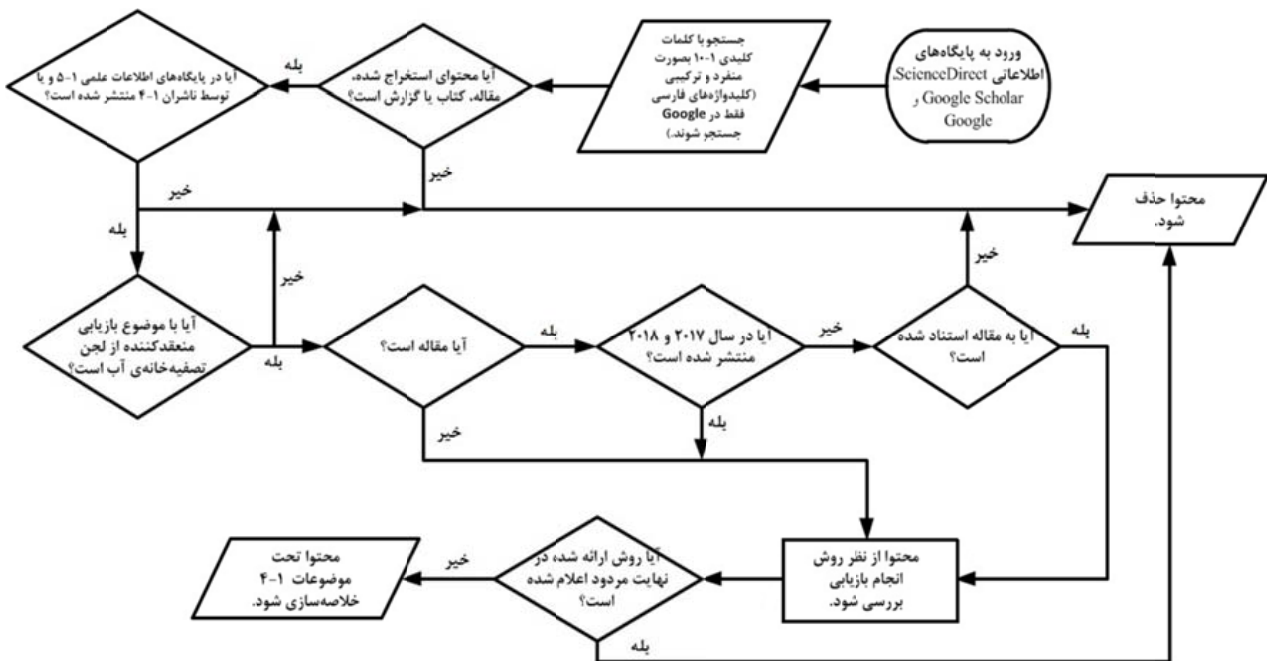 ورود به پایگاه‌های
اطلاعاتی ScienceDirect،
Google Scholar و
Google
جستجو با کلمات
کلیدی ۱-۱۰ بصورت
منفرد و ترکیبی
(کلیدواژه‌های فارسی
فقط در Google
جستجر شوند.)
آیا محتوای استغراج شده،
مقاله، کتاب یا گزارش است؟
بله
آیا در پایگاه‌های اطلاعات علمی ۱-۵ و یا
توسط ناشران ۱-۴ منتشر شده است؟
خیر
خیر
بله
محتوا حذف
شود.
آیا با موضوع بازیابی
منعقدکننده از لجن
تصفیه‌خانه‌ی آب است؟
خیر
بله
آیا مقاله است؟
بله
خیر
آیا در سال ۲۰۱۷ و ۲۰۱۸
منتشر شده است؟
خیر
بله
آیا به مقاله استناد شده
است؟
خیر
بله
محتوا از نظر روش
انجام بازیابی
بررسی شود.
آیا روش ارائه شده در
نهایت مردود اعلام شده
است؟
خیر
بله
محتوا تحت
موضوعات ۱-۴
خلاصه‌سازی شود.